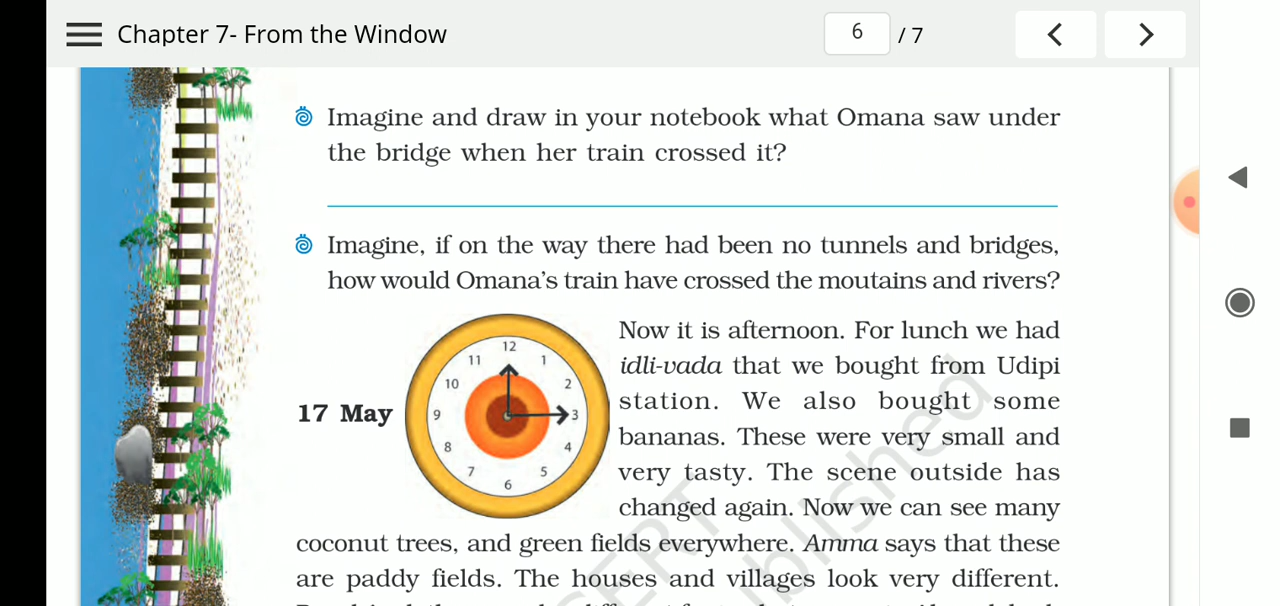 Chapter 7- From the Window
6 / 7
Imagine and draw in your notebook what Omana saw under
the bridge when her train crossed it?
Imagine, if on the way there had been no tunnels and bridges,
how would Omana's train have crossed the moutains and rivers?
17 May
12
1
2
3
4
5
6
7
8
9
10
11
Now it is afternoon. For lunch we had
idli-vada that we bought from Udipi
station. We also bought some
bananas. These were very small and
very tasty. The scene outside has
changed again. Now we can see many
coconut trees, and green fields everywhere. Amma says that these
are paddy fields. The houses and villages look very different.